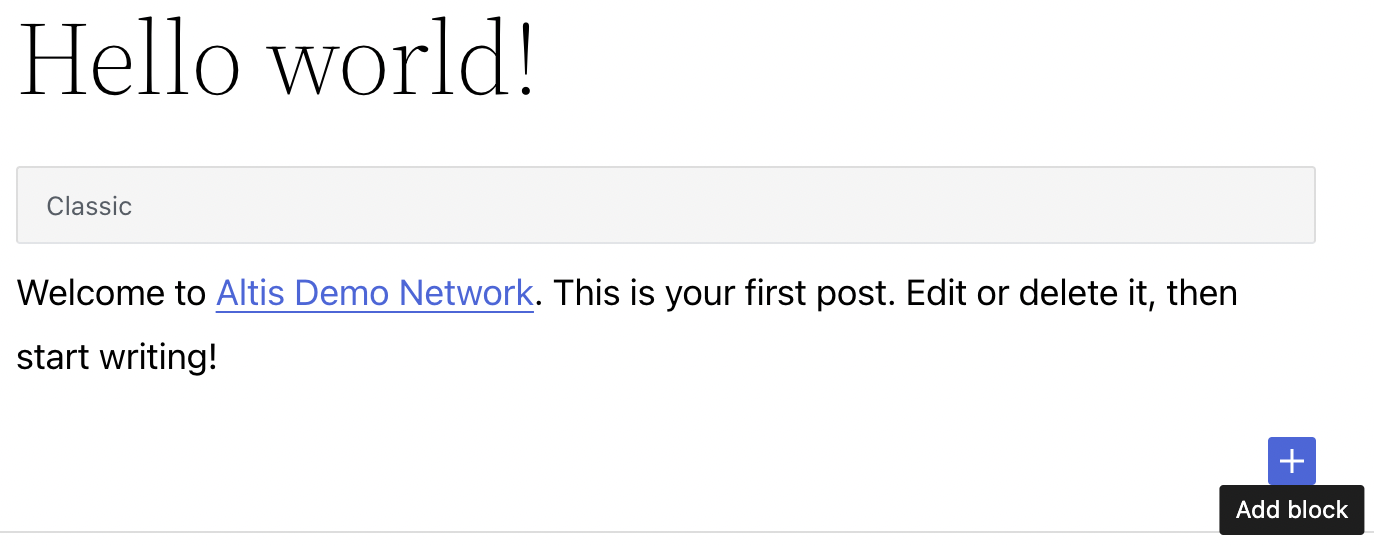 Hello world!
Classic
Welcome to Altis Demo Network. This is your first post. Edit or delete it, then
start writing!
Add block